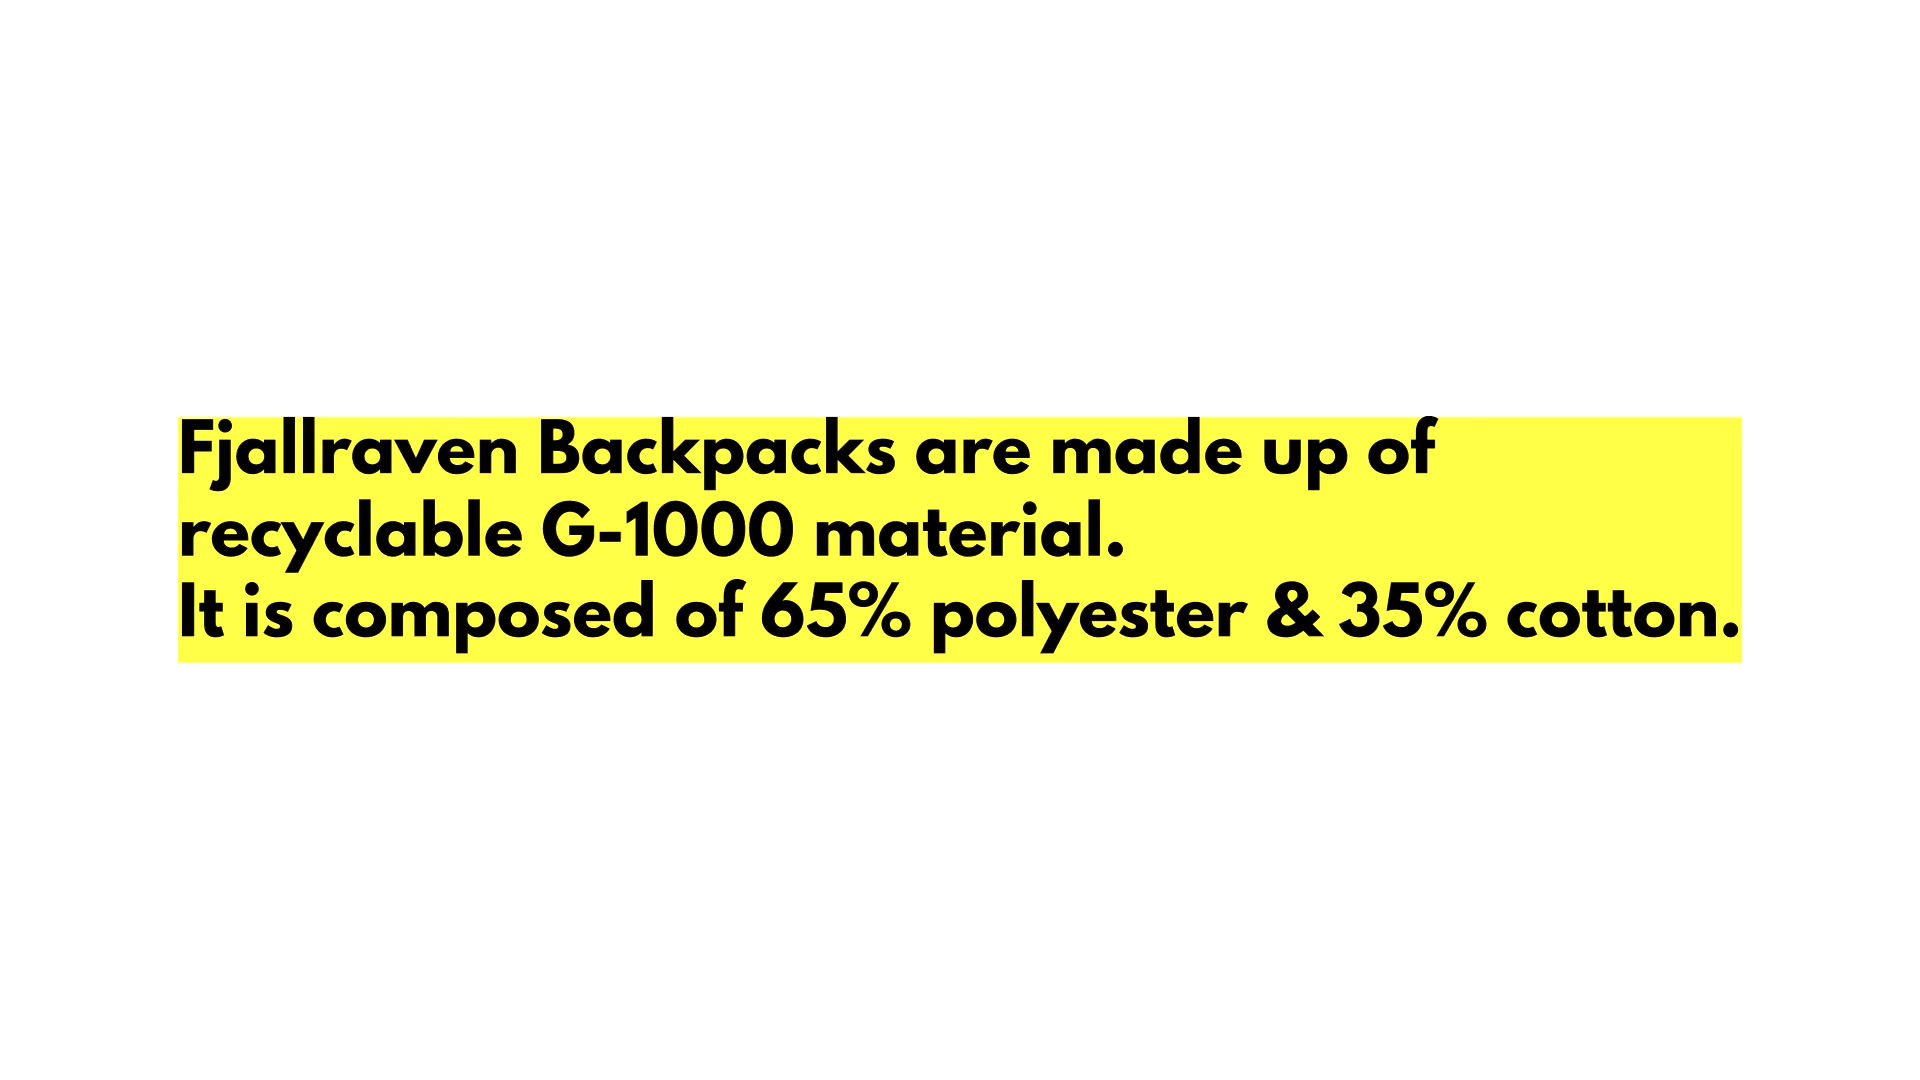 Fjallraven Backpacks are made up of
recyclable G-1000 material.
It is composed of 65% polyester & 35% cotton.